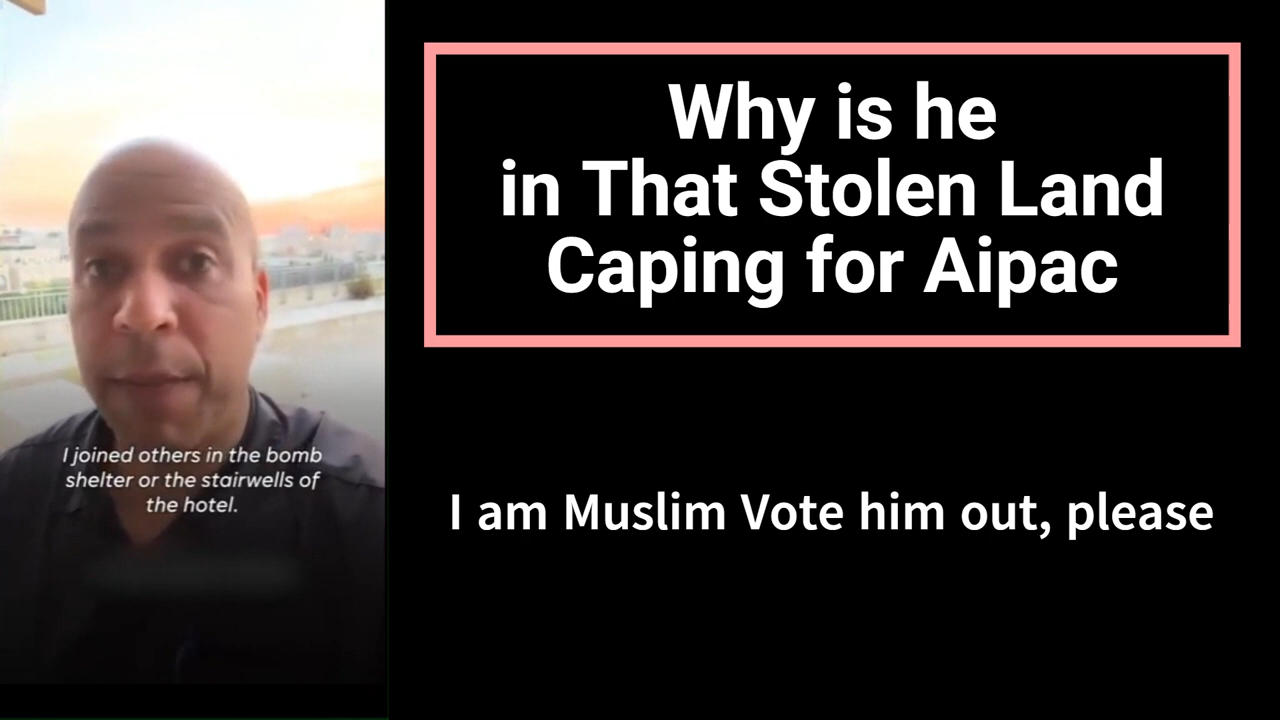 Why is he
in That Stolen Land
Caping for Aipac
I joined others in the bomb
shelter or the stairwells of
the hotel.
I am Muslim Vote him out, please